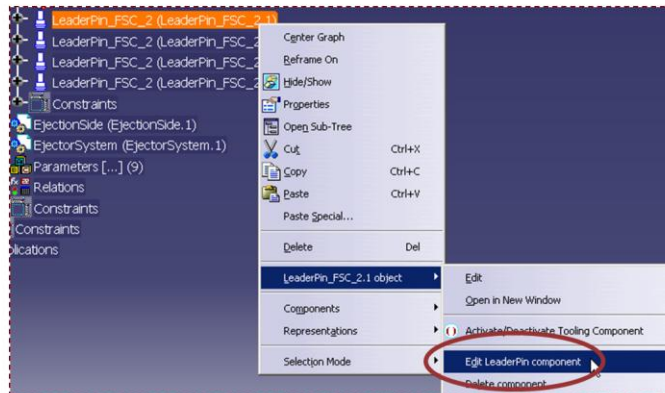 LeaderPin_FSC_2 (LeaderPin_FSC_2.1)
LeaderPin_FSC_2 (LeaderPin_FSC_2
LeaderPin_FSC_2 (LeaderPin_FSC_2
LeaderPin_FSC_2 (LeaderPin_FSC_2
Constraints
EjectionSide (EjectionSide.1)
EjectorSystem (EjectorSystem.1)
Parameters [...] (9)
Relations
Constraints
Constraints
plications
Center Graph
Reframe On
Hide/Show
Properties
Open Sub-Tree
Cut Ctrl+X
Copy Ctrl+C
Paste Ctrl+V
Paste Special...
Delete Del
LeaderPin_FSC_2.1 object
Components
Representations
Selection Mode
Edit
Open in New Window
Activate/Deactivate Tooling Component
Edit LeaderPin component
Delete component